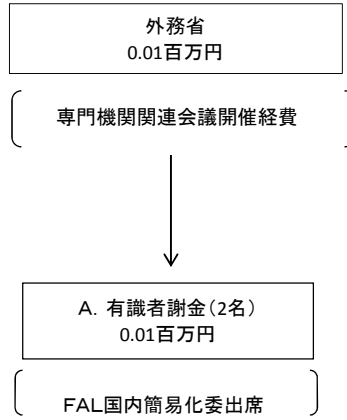 外務省
0.01百万円
専門機関関連会議開催経費
A．有識者謝金（2名）
0.01百万円
FAL国内簡易化委出席